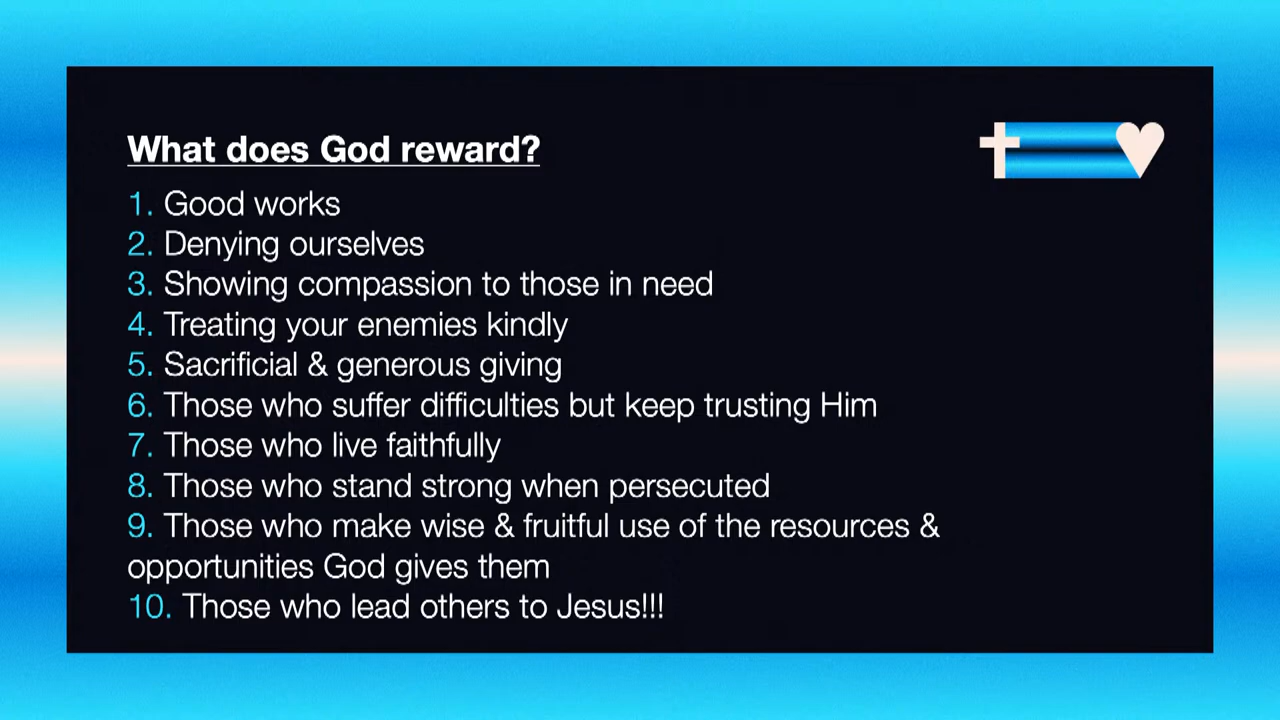 What does God reward?
1. Good works
2. Denying ourselves
3. Showing compassion to those in need
4. Treating your enemies kindly
5. Sacrificial & generous giving
6. Those who suffer difficulties but keep trusting Him
7. Those who live faithfully
8. Those who stand strong when persecuted
9. Those who make wise & fruitful use of the resources &
opportunities God gives them
10. Those who lead others to Jesus!!!